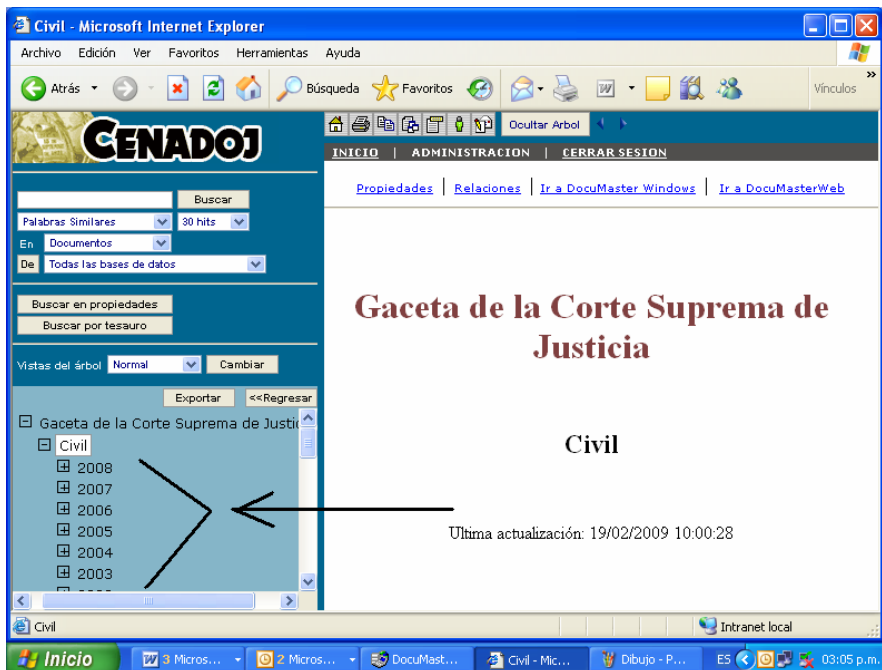 Civil - Microsoft Internet Explorer
Archivo Edición Ver Favoritos Herramientas Ayuda
Atrás Búsqueda Favoritos Vínculos
CENADOJ
Ocultar Arbol
INICIO | ADMINISTRACION | CERRAR SESION
Propiedades | Relaciones | Ir a DocuMaster Windows | Ir a DocuMasterWeb
Buscar
Palabras Similares 30 hits
En Documentos
De Todas las bases de datos
Buscar en propiedades
Buscar por tesauro
Vistas del árbol Normal Cambiar
Exportar <<Regresar
Gaceta de la Corte Suprema de Justic
Civil
2008
2007
2006
2005
2004
2003
Gaceta de la Corte Suprema de
Justicia
Civil
Ultima actualización: 19/02/2009 10:00:28
Civil Intranet local
Inicio 3 Micros... 2 Micros... DocuMast... Civil - Mic... Dibujo - P... ES 03:05 p.m.